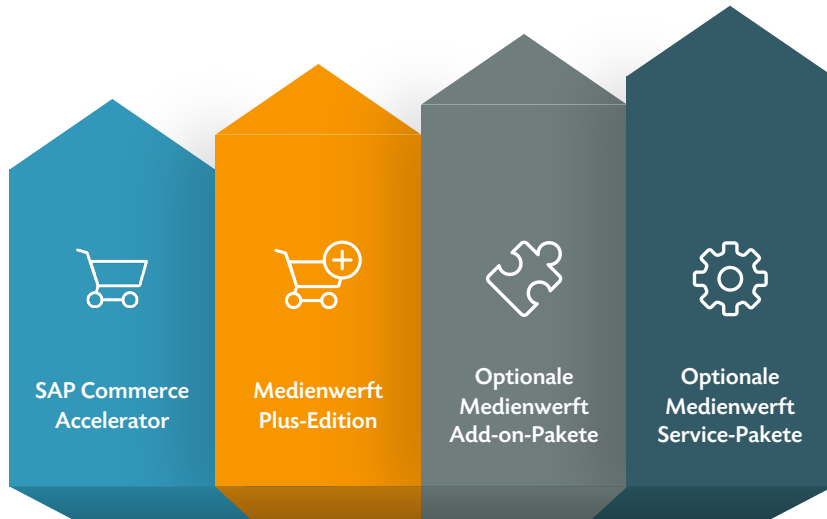 SAP Commerce
Accelerator
Medienwerft
Plus-Edition
Optionale
Medienwerft
Add-on-Pakete
Optionale
Medienwerft
Service-Pakete